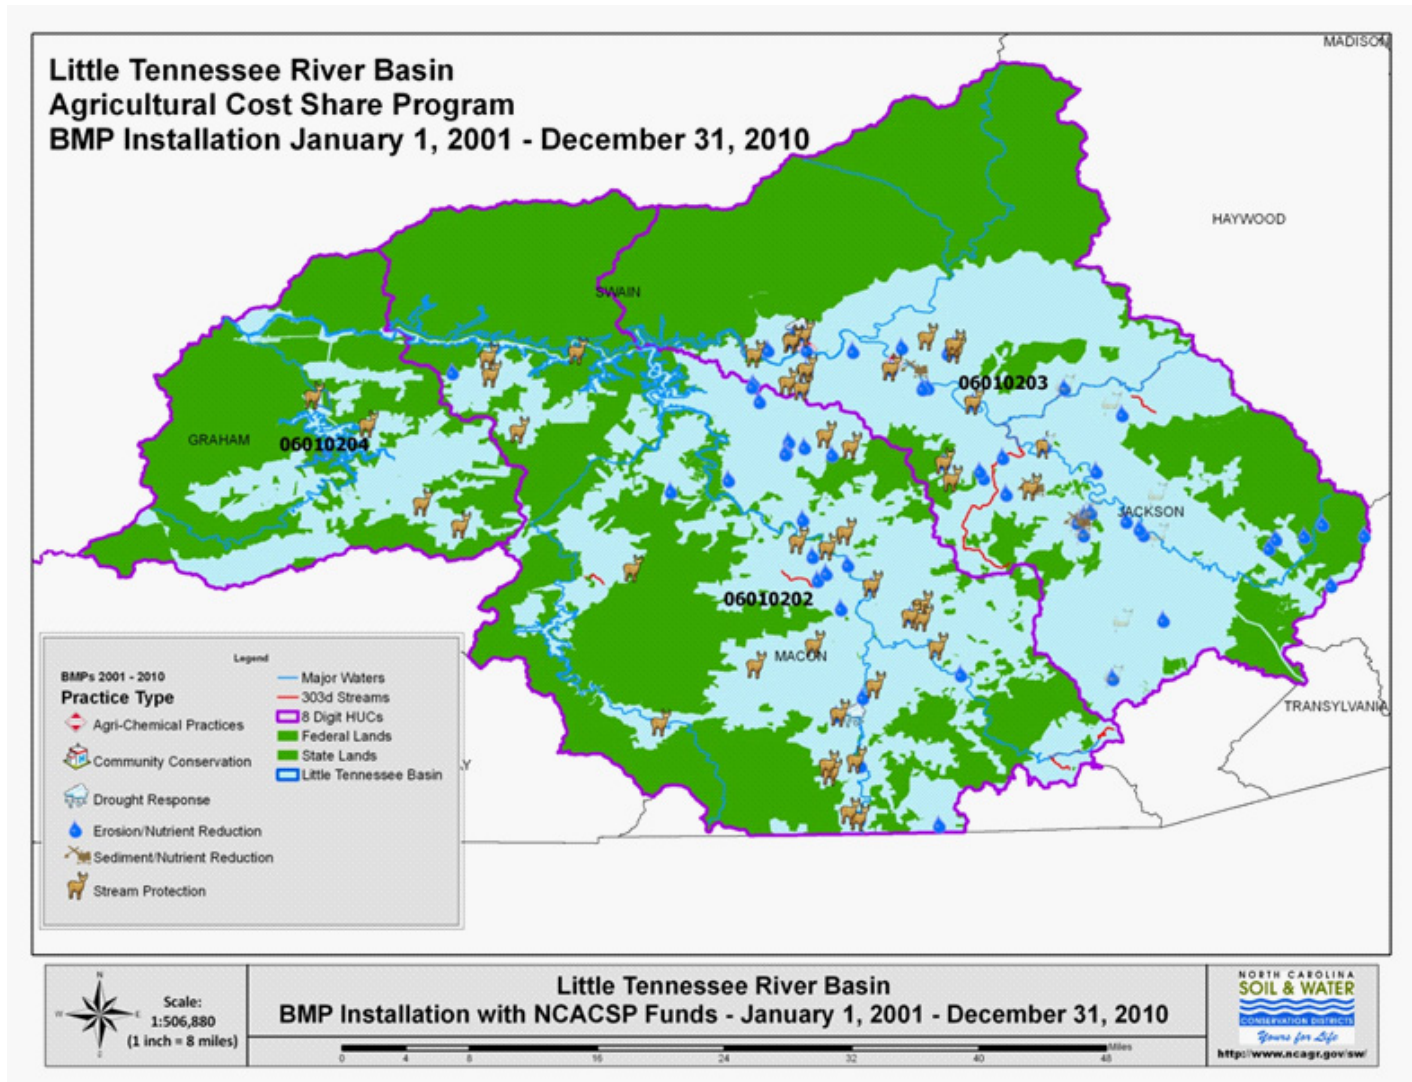 Little Tennessee River Basin
Agricultural Cost Share Program
BMP Installation January 1, 2001 - December 31, 2010
MADISON
HAYWOOD
SWAIN
06010203
GRAHAM
06010204
JACKSON
06010202
MACON
TRANSYLVANIA
Y
Legend
BMPs 2001 - 2010
Practice Type
Agri-Chemical Practices
Community Conservation
Drought Response
Erosion/Nutrient Reduction
Sediment/Nutrient Reduction
Stream Protection
Major Waters
303d Streams
8 Digit HUCs
Federal Lands
State Lands
Little Tennessee Basin
N
W
E
S
Scale:
1:506,880
(1 inch = 8 miles)
Little Tennessee River Basin
BMP Installation with NCACSP Funds - January 1, 2001 - December 31, 2010
0 4 8 16 24 32 40 48 Miles
NORTH CAROLINA
SOIL & WATER
CONSERVATION DISTRICTS
Yours for Life
http://www.ncagr.gov/sw/